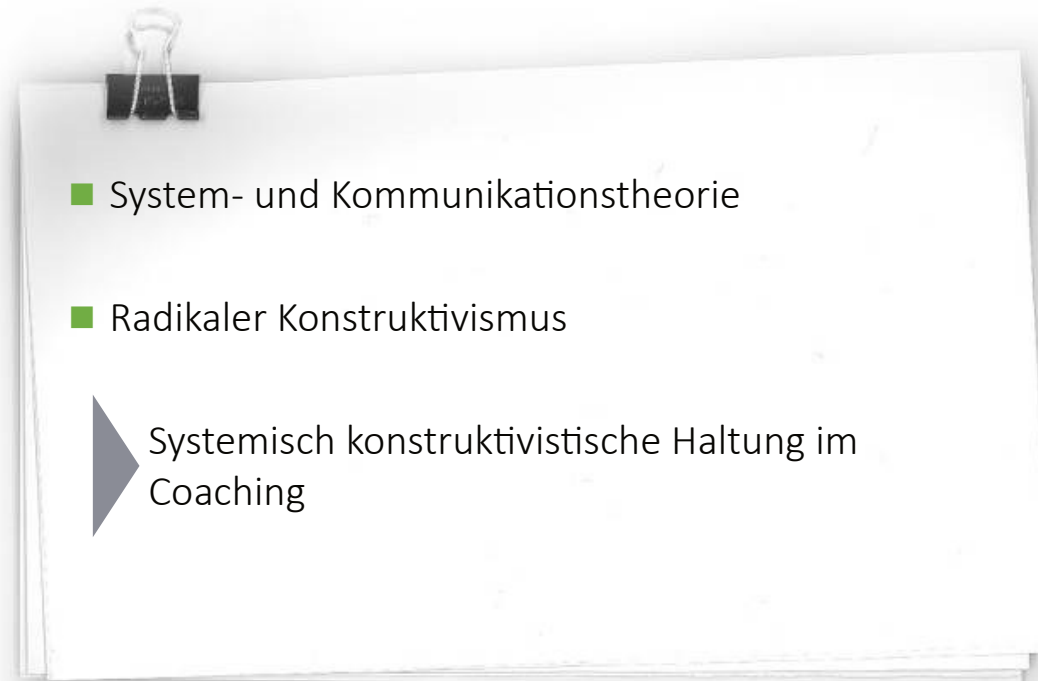 System- und Kommunikationstheorie
Radikaler Konstruktivismus
Systemisch konstruktivistische Haltung im
Coaching